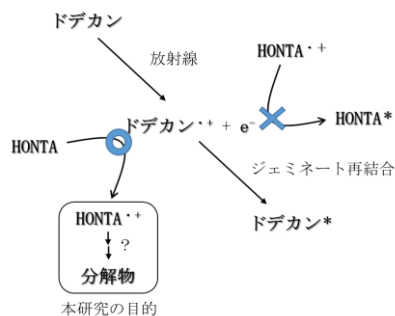 ドデカン
放射線
HONTA・+
ドデカン・+ + e-
HONTA*
HONTA
ジェミネート再結合
HONTA・+
?
ドデカン*
分解物
本研究の目的